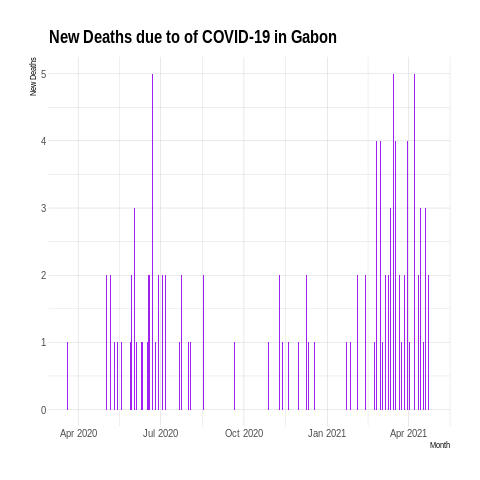 New Deaths due to of COVID-19 in Gabon
New Deaths
5
4
3
2
1
0
Apr 2020 Jul 2020 Oct 2020 Jan 2021 Apr 2021
Month